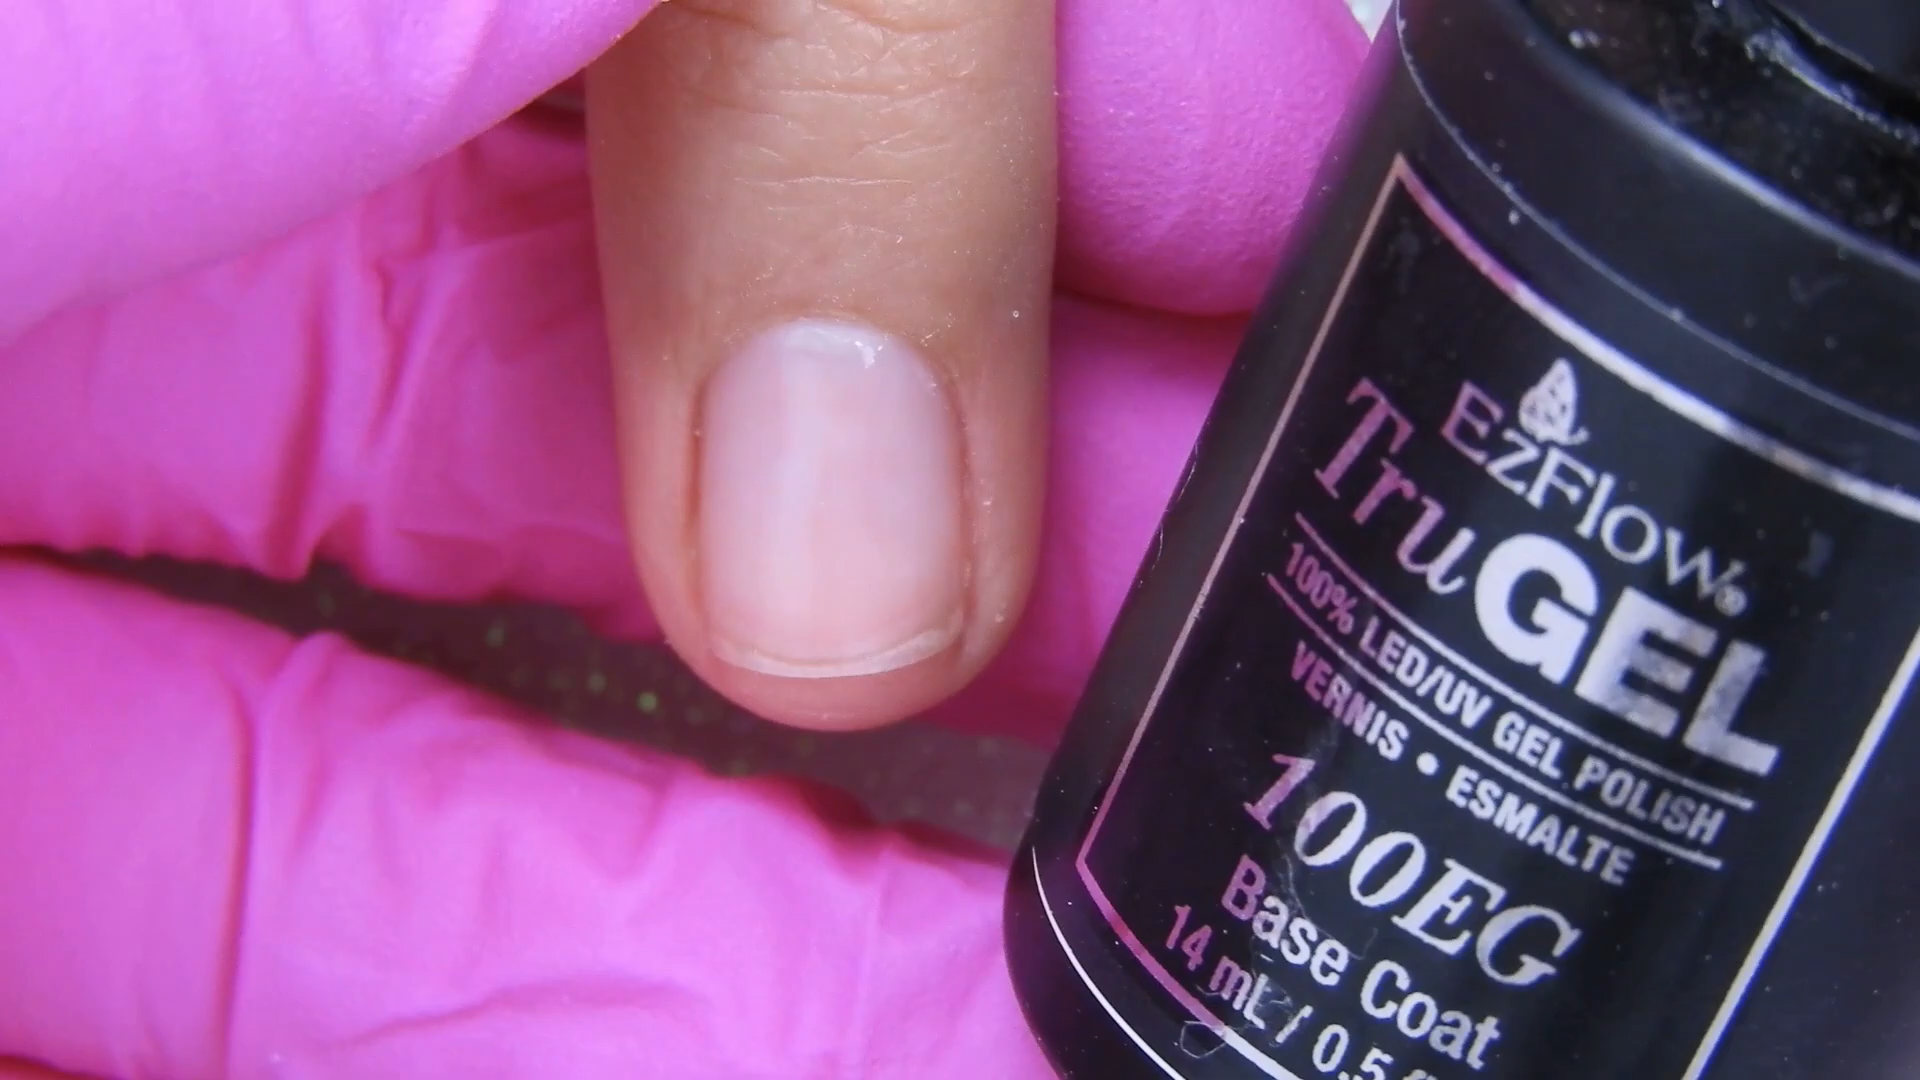 EzFlow®
TruGEL
100% LED/UV GEL POLISH
VERNIS • ESMALTE
100EG
Base Coat
14 mL / 0.5